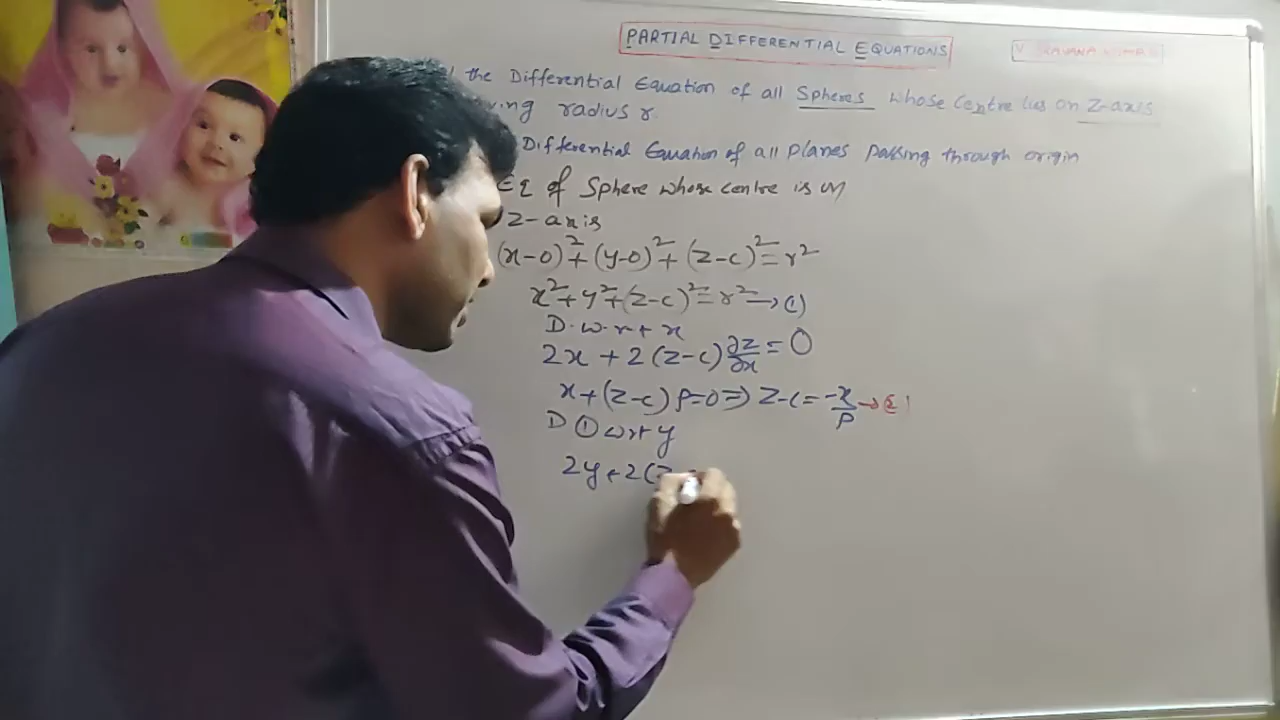 PARTIAL DIFFERENTIAL EQUATIONS
the Differential Equation of all Spheres whose Centre lies on Z-axis
radius r.
Differential Equation of all planes passing through origin
of Sphere whose centre is on
Z-axis
(x-0)²+(y-0)²+(z-c)²=r²
x²+y²+(z-c)²=r²→(1)
D.w.r.t x
2x+2(z-c)∂z/∂x=0
x+(z-c)p=0⇒z-c=-x/p→
D ① wrt y
2y+2(z